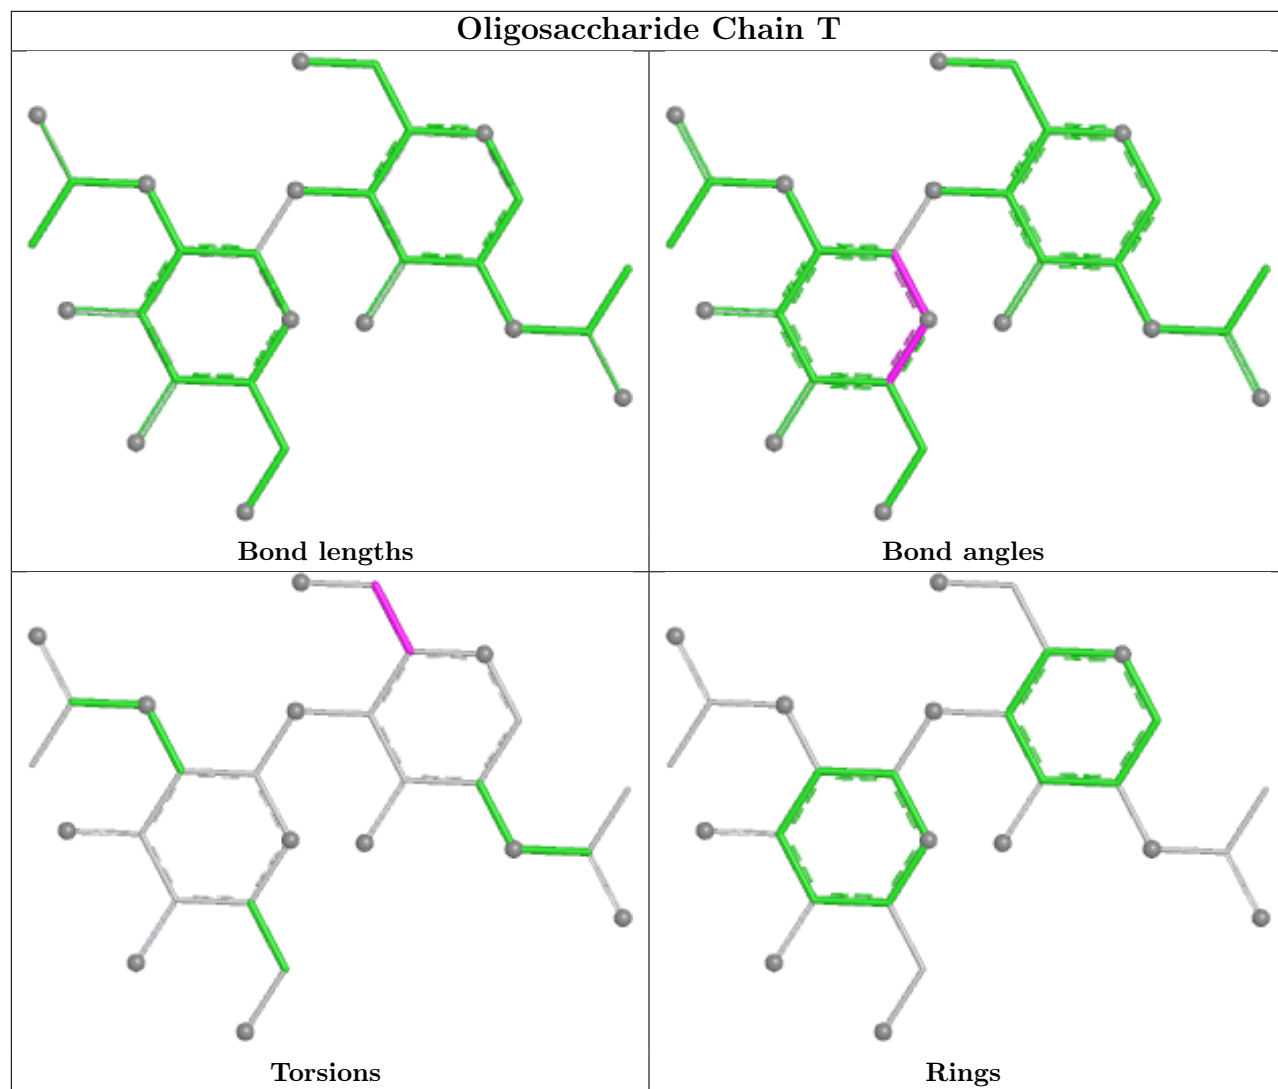 Oligosaccharide Chain T
Bond lengths
Bond angles
Torsions
Rings